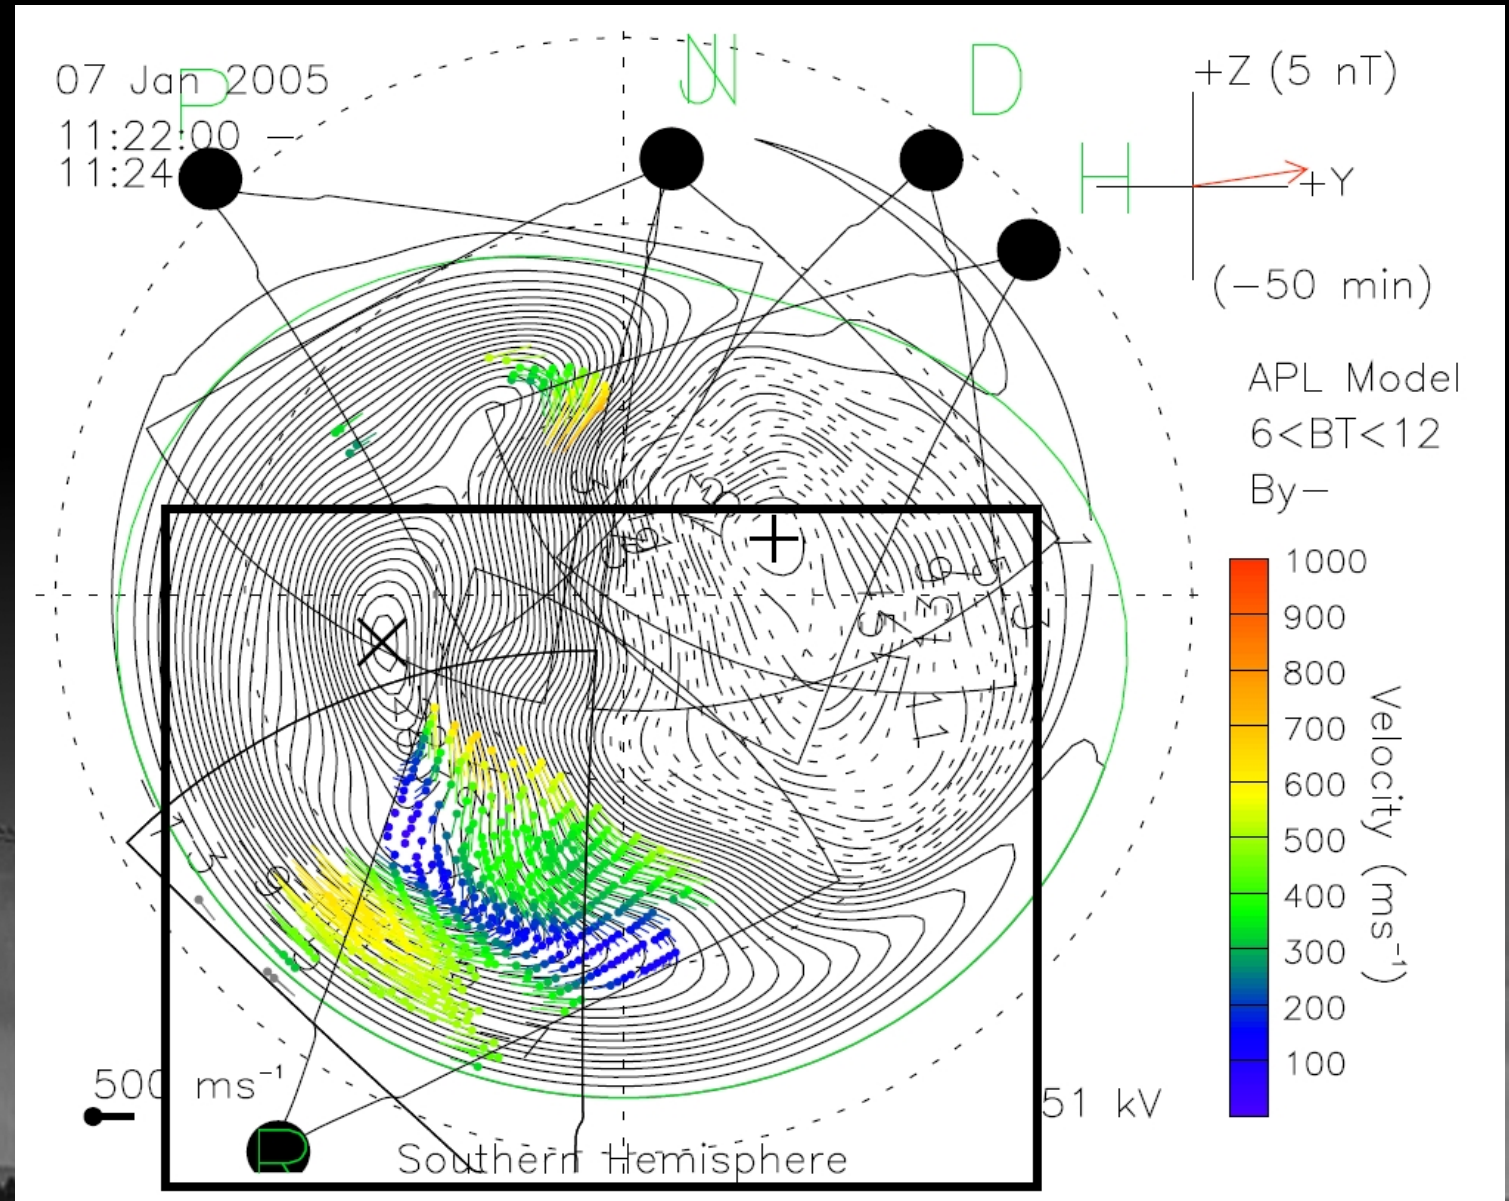 07 Jan 2005
11:22:00 –
11:24
P
N
D
H
+Z (5 nT)
+Y
(−50 min)
APL Model
6<BT<12
By−
1000
900
800
700
600
500
400
300
200
100
Velocity (ms⁻¹)
ms⁻¹
51 kV
R
Southern Hemisphere